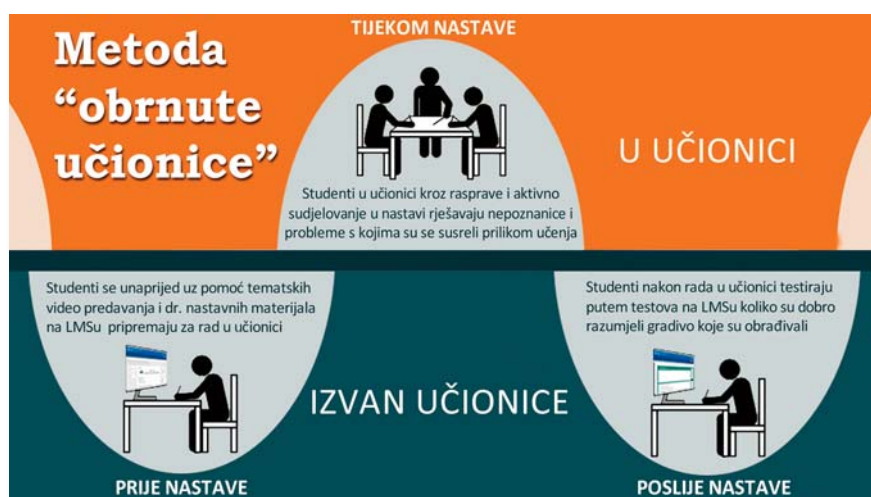 Metoda
“obrnute
učionice”
TIJEKOM NASTAVE
Studenti u učionici kroz rasprave i aktivno
sudjelovanje u nastavi rješavaju nepoznanice i
probleme s kojima su se susreli prilikom učenja
U UČIONICI
Studenti se unaprijed uz pomoć tematskih
video predavanja i dr. nastavnih materijala
na LMSu pripremaju za rad u učionici
PRIJE NASTAVE
IZVAN UČIONICE
Studenti nakon rada u učionici testiraju
putem testova na LMSu koliko su dobro
razumjeli gradivo koje su obrađivali
POSLIJE NASTAVE